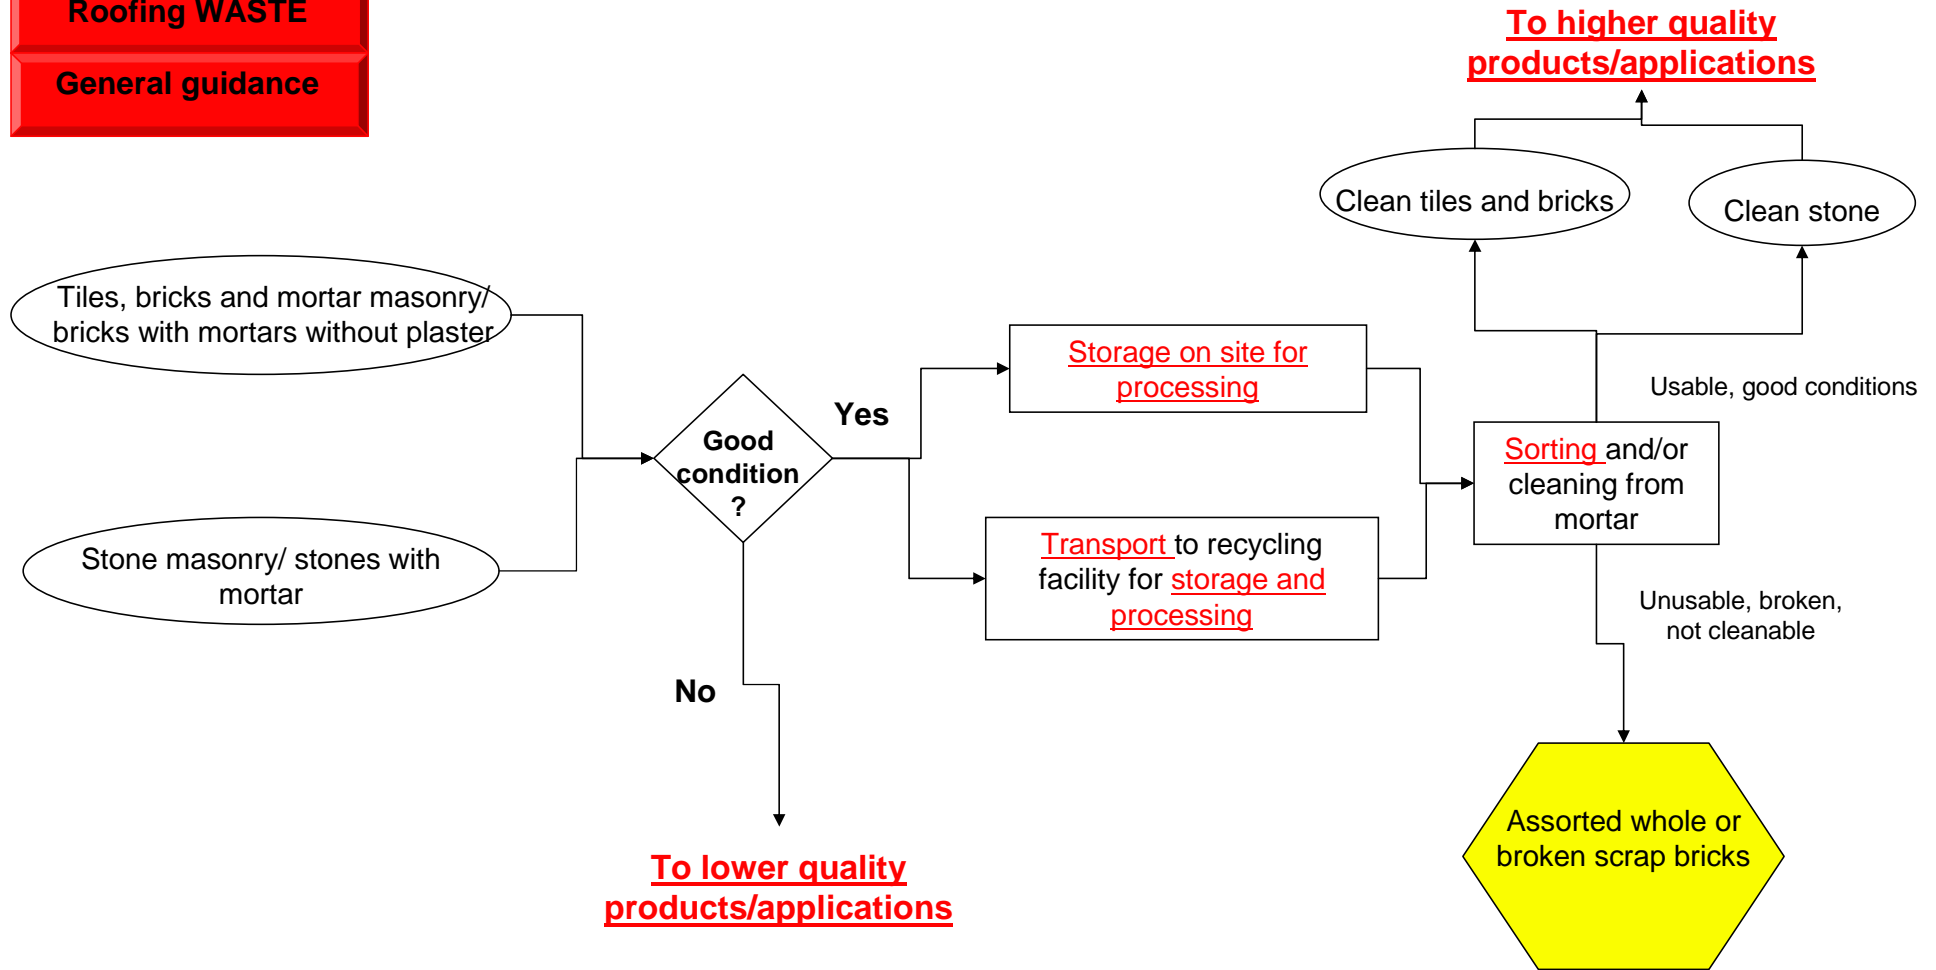 Roofing WASTE
General guidance
To higher quality
products/applications
Clean tiles and bricks
Clean stone
Tiles, bricks and mortar masonry/
bricks with mortars without plaster
Storage on site for
processing
Usable, good conditions
Yes
Good
condition
?
Sorting and/or
cleaning from
mortar
Stone masonry/ stones with
mortar
Transport to recycling
facility for storage and
processing
Unusable, broken,
not cleanable
No
Assorted whole or
broken scrap bricks
To lower quality
products/applications